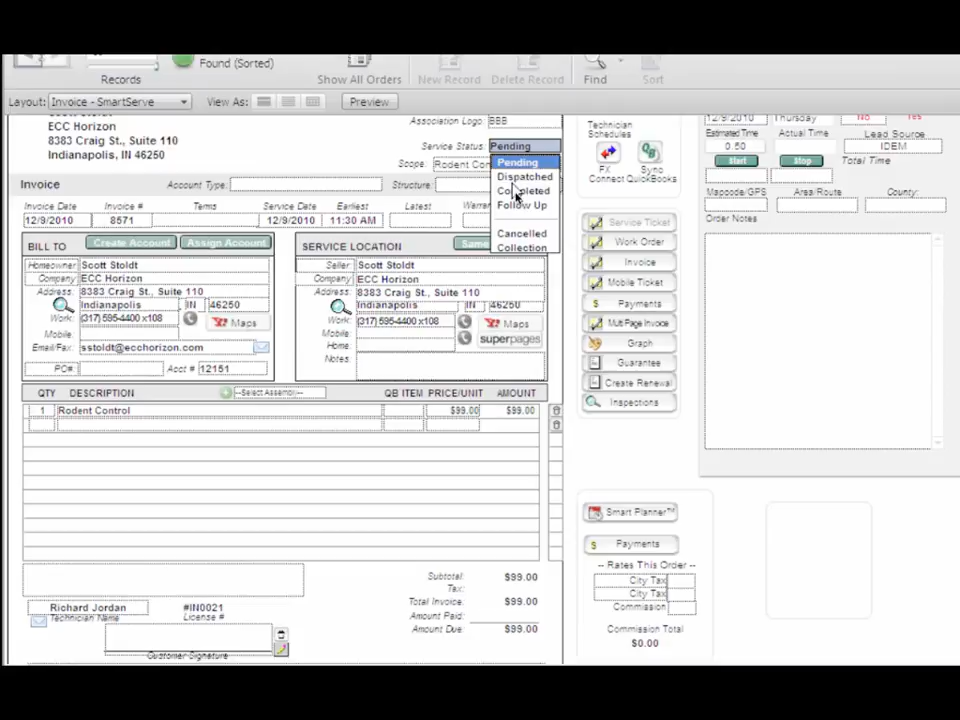 Records
Found (Sorted)
Show All Orders
New Record
Delete Record
Find
Sort
Layout: Invoice - SmartServe
View As:
Preview
ECC Horizon
8383 Craig St., Suite 110
Indianapolis, IN 46250
Association Logo: BBB
Service Status: Pending
Scope: Rodent Con
Pending
Dispatched
Completed
Follow Up
Cancelled
Collection
Invoice
Account Type:
Structure:
Invoice Date
Invoice #
Terms
Service Date
Earliest
Latest
12/9/2010
8571
12/9/2010
11:30 AM
BILL TO
Create Account
Assign Account
Homeowner: Scott Stoldt
Company: ECC Horizon
Address: 8383 Craig St., Suite 110
Indianapolis IN 46250
Work: (317) 595-4400 x108
Maps
Mobile:
Email/Fax: sstoldt@ecchorizon.com
PC#
Acct # 12151
SERVICE LOCATION
Same
Seller: Scott Stoldt
Company: ECC Horizon
Address: 8383 Craig St., Suite 110
Indianapolis IN 46250
Work: (317) 595-4400 x108
Maps
Mobile:
superpages
Home
Notes:
QTY
DESCRIPTION
--Select Assembly--
QB ITEM
PRICE/UNIT
AMOUNT
1
Rodent Control
$99.00
$99.00
Subtotal: $99.00
Tax:
Total Invoice: $99.00
Amount Paid:
Amount Due: $99.00
Richard Jordan
#IN0021
Technician Name
License #
Customer Signature
Technician
Schedules
FX
Connect
Sync
QuickBooks
Service Ticket
Work Order
Invoice
Mobile Ticket
$ Payments
Multi Page Invoice
Graph
Guarantee
Create Renewal
Inspections
Smart Planner™
$ Payments
-- Rates This Order --
City Tax
City Tax
Commission
Commission Total
$0.00
12/9/2010
Thursday
No
Yes
Estimated Time
Actual Time
Lead Source
0.50
IDEM
Start
Stop
Total Time
Mapcode/GPS
Area/Route
County:
Order Notes